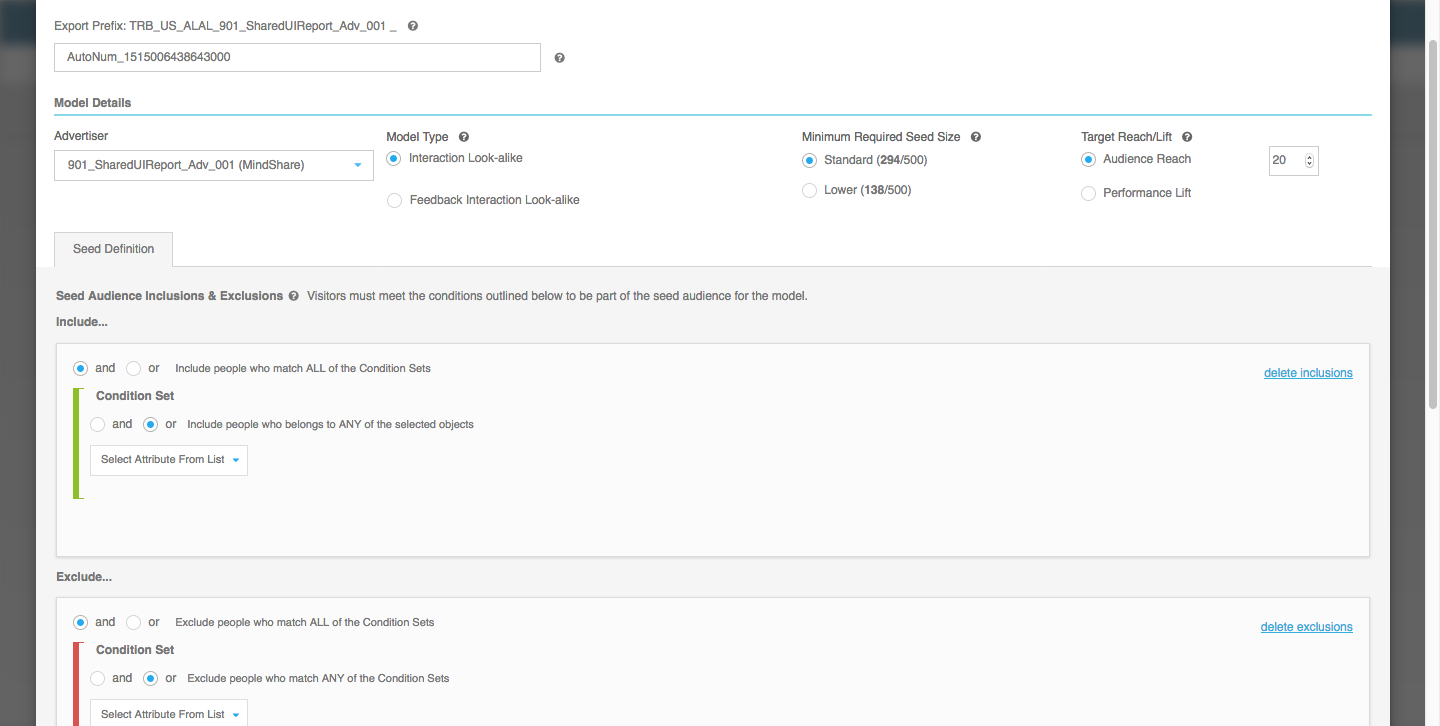 Export Prefix: TRB_US_ALAL_901_SharedUIReport_Adv_001 _
AutoNum_1515006438643000
Model Details
Advertiser
901_SharedUIReport_Adv_001 (MindShare)
Model Type
Interaction Look-alike
Feedback Interaction Look-alike
Minimum Required Seed Size
Standard (294/500)
Lower (138/500)
Target Reach/Lift
Audience Reach
20
Performance Lift
Seed Definition
Seed Audience Inclusions & Exclusions Visitors must meet the conditions outlined below to be part of the seed audience for the model.
Include...
and or Include people who match ALL of the Condition Sets
delete inclusions
Condition Set
and or Include people who belongs to ANY of the selected objects
Select Attribute From List
Exclude...
and or Exclude people who match ALL of the Condition Sets
delete exclusions
Condition Set
and or Exclude people who match ANY of the Condition Sets
Select Attribute From List